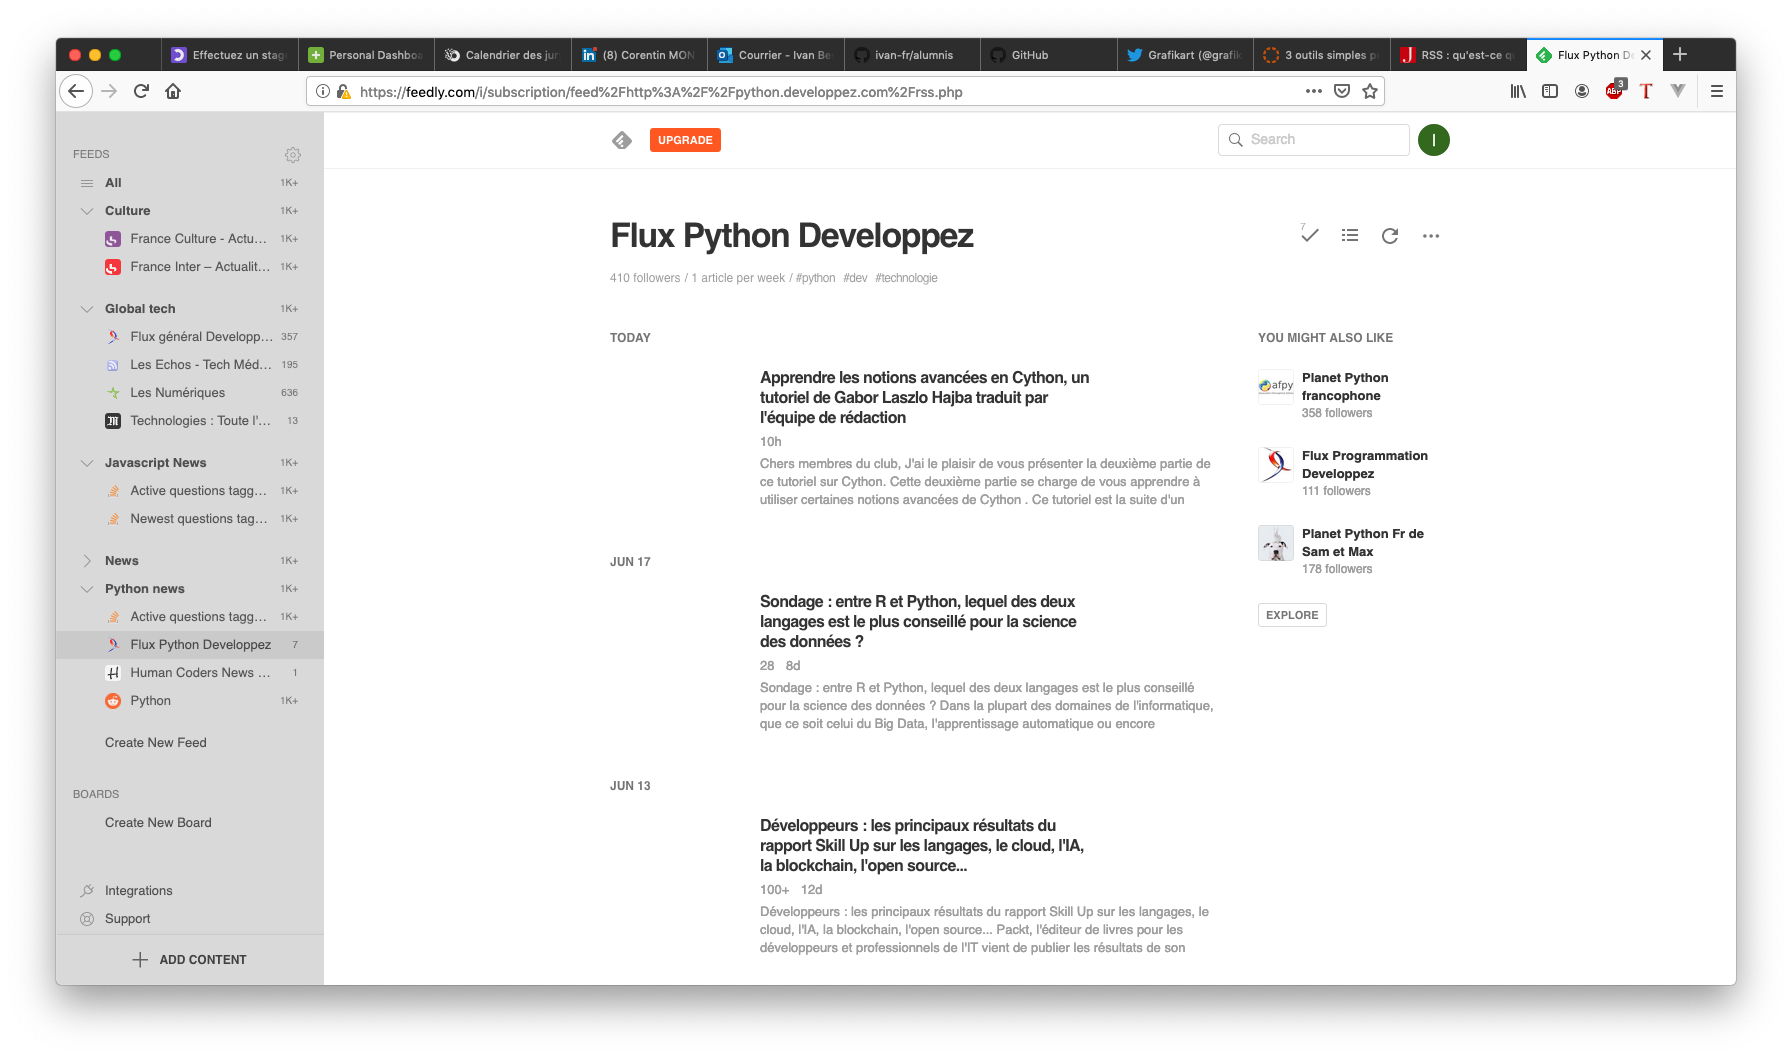 Effectuez un stag
Personal Dashboa
Calendrier des jur
(8) Corentin MON
Courrier - Ivan Be
ivan-fr/alumnis
GitHub
Grafikart (@grafik
3 outils simples p
RSS : qu'est-ce q
Flux Python De
https://feedly.com/i/subscription/feed%2Fhttp%3A%2F%2Fpython.developpez.com%2Frss.php
ABP
3
T
FEEDS
All 1K+
Culture 1K+
France Culture - Actu... 1K+
France Inter – Actualit... 1K+
Global tech 1K+
Flux général Developp... 357
Les Echos - Tech Méd... 195
Les Numériques 636
Technologies : Toute l'... 13
Javascript News 1K+
Active questions tagg... 1K+
Newest questions tag... 1K+
News 1K+
Python news 1K+
Active questions tagg... 1K+
Flux Python Developpez 7
Human Coders News ... 1
Python 1K+
Create New Feed
BOARDS
Create New Board
Integrations
Support
ADD CONTENT
UPGRADE
Search
I
Flux Python Developpez
7
410 followers / 1 article per week / #python #dev #technologie
TODAY
Apprendre les notions avancées en Cython, un
tutoriel de Gabor Laszlo Hajba traduit par
l'équipe de rédaction
10h
Chers membres du club, J'ai le plaisir de vous présenter la deuxième partie de
ce tutoriel sur Cython. Cette deuxième partie se charge de vous apprendre à
utiliser certaines notions avancées de Cython . Ce tutoriel est la suite d'un
JUN 17
Sondage : entre R et Python, lequel des deux
langages est le plus conseillé pour la science
des données ?
28 8d
Sondage : entre R et Python, lequel des deux langages est le plus conseillé
pour la science des données ? Dans la plupart des domaines de l'informatique,
que ce soit celui du Big Data, l'apprentissage automatique ou encore
JUN 13
Développeurs : les principaux résultats du
rapport Skill Up sur les langages, le cloud, l'IA,
la blockchain, l'open source...
100+ 12d
Développeurs : les principaux résultats du rapport Skill Up sur les langages, le
cloud, l'IA, la blockchain, l'open source... Packt, l'éditeur de livres pour les
développeurs et professionnels de l'IT vient de publier les résultats de son
YOU MIGHT ALSO LIKE
afpy
Planet Python
francophone
358 followers
Flux Programmation
Developpez
111 followers
Planet Python Fr de
Sam et Max
178 followers
EXPLORE